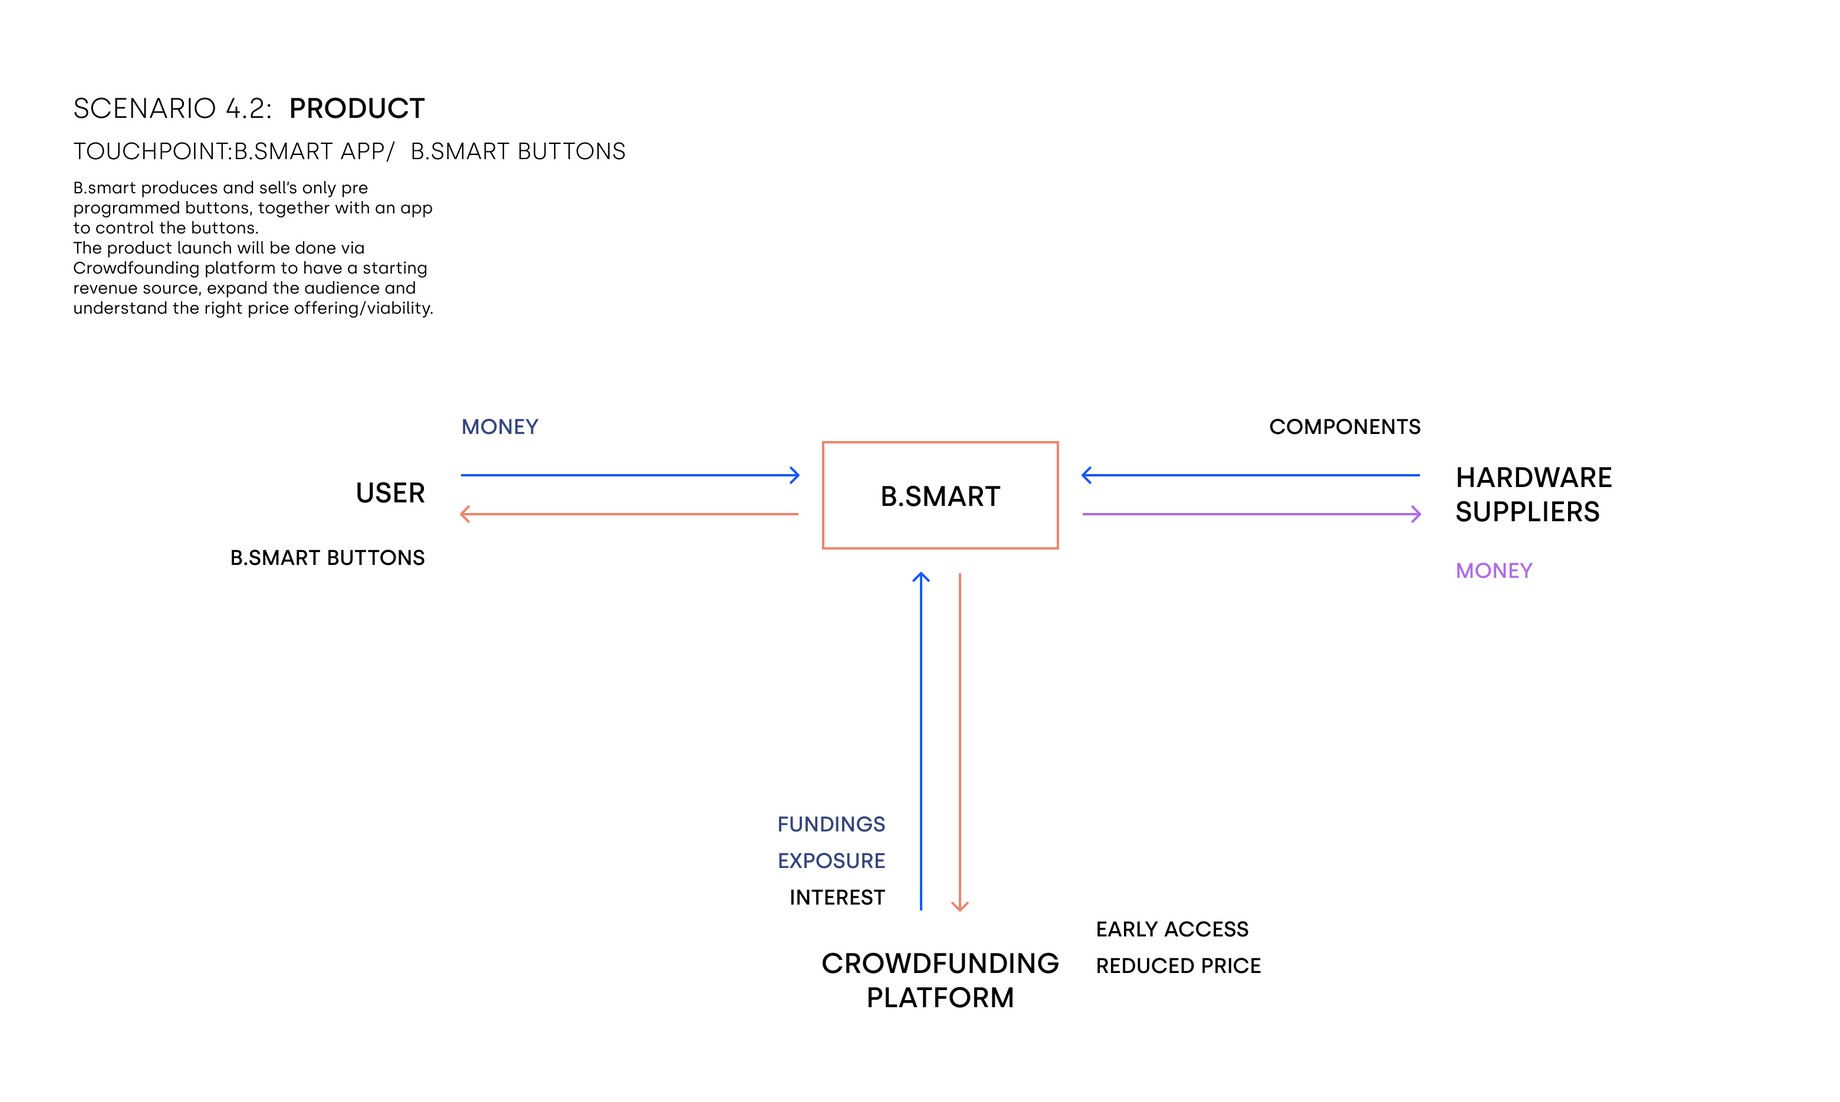 SCENARIO 4.2: PRODUCT
TOUCHPOINT:B.SMART APP/ B.SMART BUTTONS
B.smart produces and sell's only pre
programmed buttons, together with an app
to control the buttons.
The product launch will be done via
Crowdfounding platform to have a starting
revenue source, expand the audience and
understand the right price offering/viability.
MONEY
COMPONENTS
USER
B.SMART
HARDWARE
SUPPLIERS
B.SMART BUTTONS
MONEY
FUNDINGS
EXPOSURE
INTEREST
EARLY ACCESS
REDUCED PRICE
CROWDFUNDING
PLATFORM